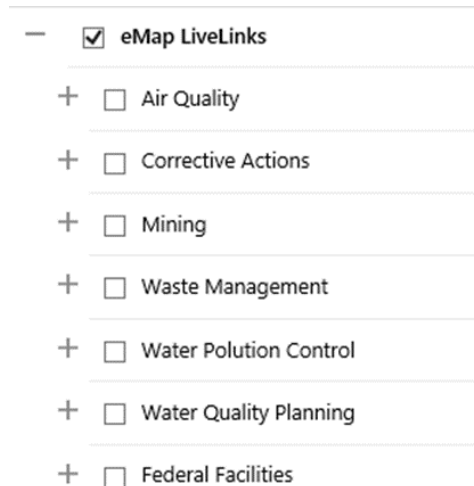 eMap LiveLinks
Air Quality
Corrective Actions
Mining
Waste Management
Water Polution Control
Water Quality Planning
Federal Facilities